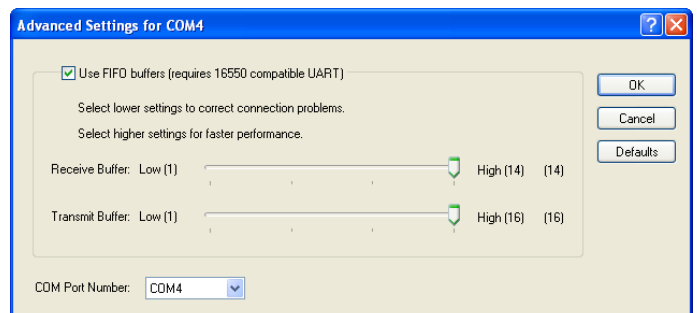 Advanced Settings for COM4
Use FIFO buffers (requires 16550 compatible UART)
OK
Select lower settings to correct connection problems.
Cancel
Select higher settings for faster performance.
Defaults
Receive Buffer: Low (1) High (14) (14)
Transmit Buffer: Low (1) High (16) (16)
COM Port Number: COM4